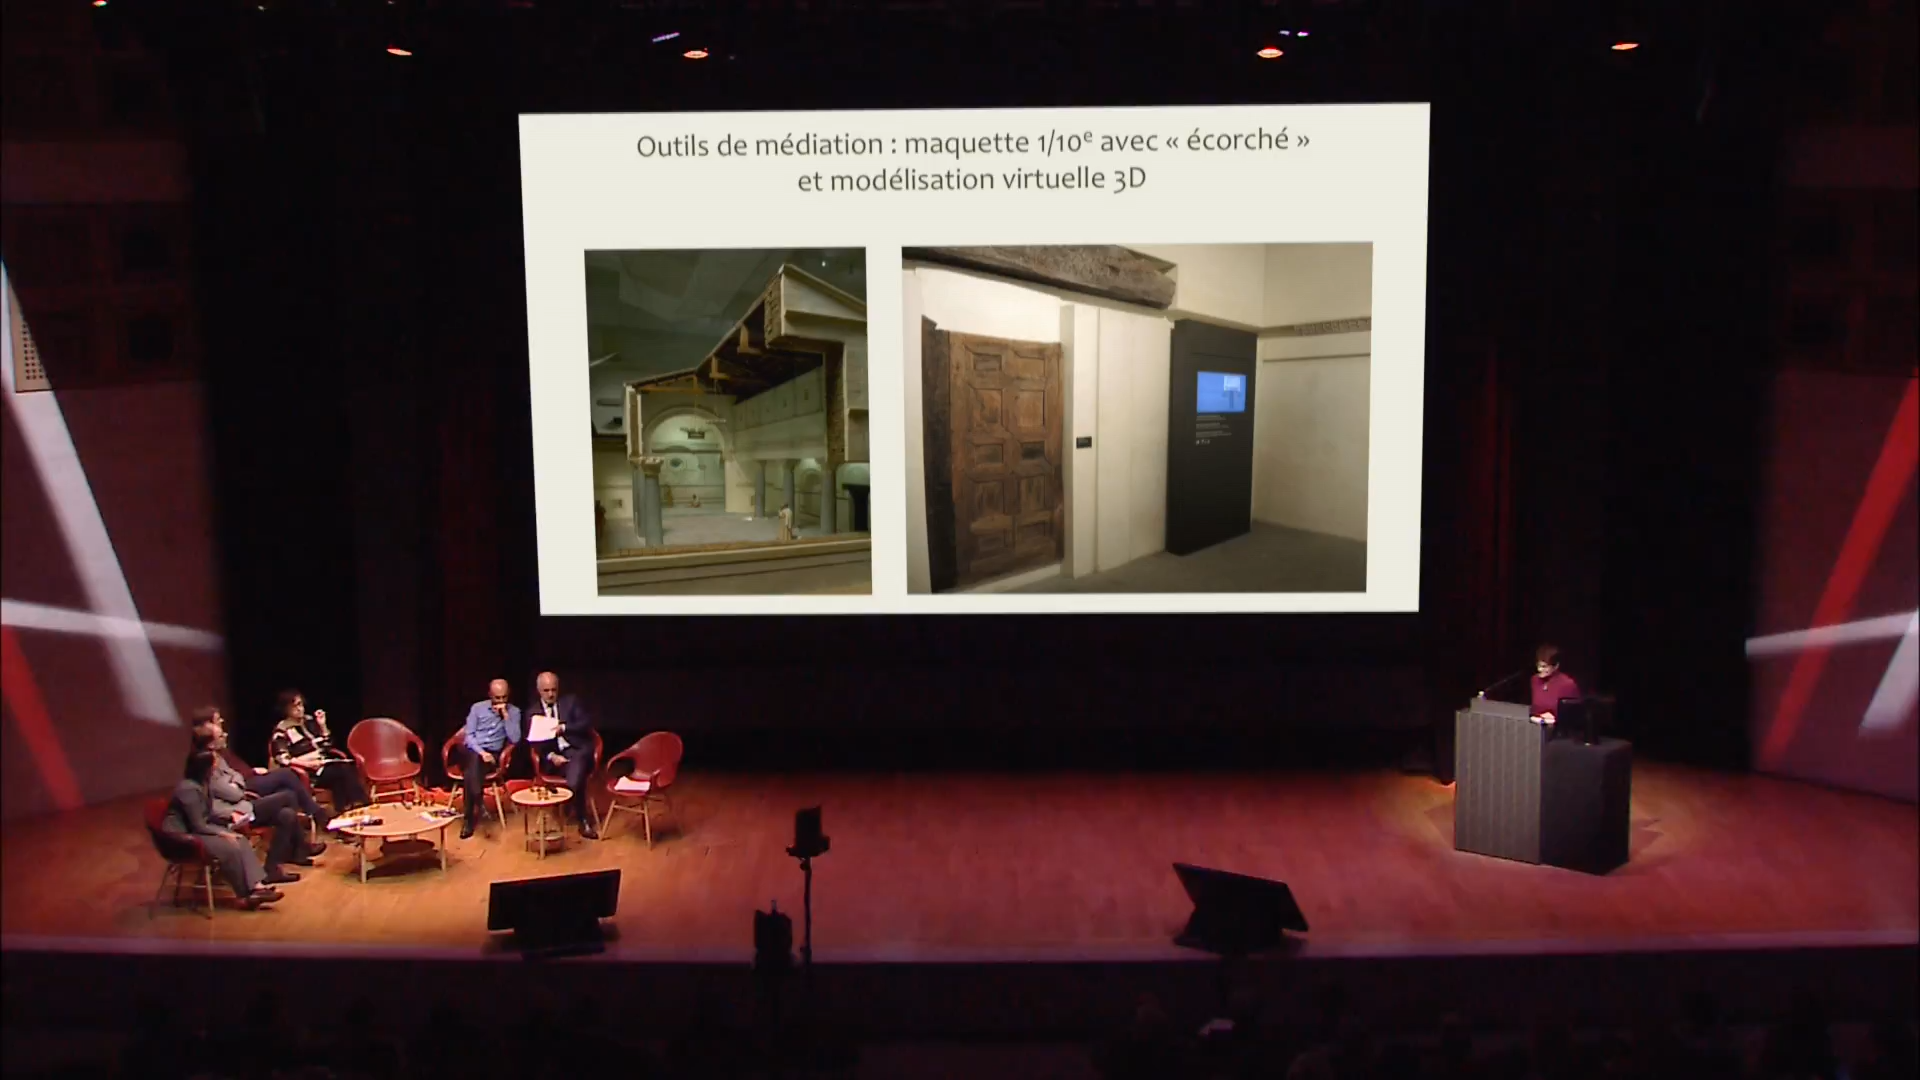 Outils de médiation : maquette 1/10e avec « écorché »
et modélisation virtuelle 3D